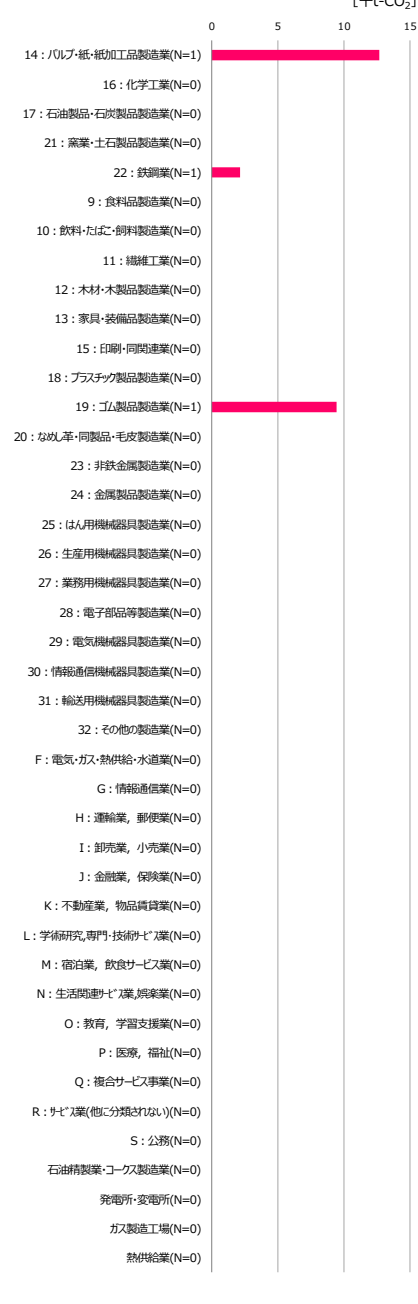 [千t-CO₂]
0 5 10 15
14：パルプ・紙・紙加工品製造業(N=1)
16：化学工業(N=0)
17：石油製品・石炭製品製造業(N=0)
21：窯業・土石製品製造業(N=0)
22：鉄鋼業(N=1)
9：食料品製造業(N=0)
10：飲料・たばこ・飼料製造業(N=0)
11：繊維工業(N=0)
12：木材・木製品製造業(N=0)
13：家具・装備品製造業(N=0)
15：印刷・同関連業(N=0)
18：プラスチック製品製造業(N=0)
19：ゴム製品製造業(N=1)
20：なめし革・同製品・毛皮製造業(N=0)
23：非鉄金属製造業(N=0)
24：金属製品製造業(N=0)
25：はん用機械器具製造業(N=0)
26：生産用機械器具製造業(N=0)
27：業務用機械器具製造業(N=0)
28：電子部品等製造業(N=0)
29：電気機械器具製造業(N=0)
30：情報通信機械器具製造業(N=0)
31：輸送用機械器具製造業(N=0)
32：その他の製造業(N=0)
F：電気・ガス・熱供給・水道業(N=0)
G：情報通信業(N=0)
H：運輸業，郵便業(N=0)
I：卸売業，小売業(N=0)
J：金融業，保険業(N=0)
K：不動産業，物品賃貸業(N=0)
L：学術研究,専門・技術ｻｰﾋﾞｽ業(N=0)
M：宿泊業，飲食サービス業(N=0)
N：生活関連ｻｰﾋﾞｽ業,娯楽業(N=0)
O：教育，学習支援業(N=0)
P：医療，福祉(N=0)
Q：複合サービス事業(N=0)
R：ｻｰﾋﾞｽ業(他に分類されない)(N=0)
S：公務(N=0)
石油精製業・コークス製造業(N=0)
発電所・変電所(N=0)
ガス製造工場(N=0)
熱供給業(N=0)